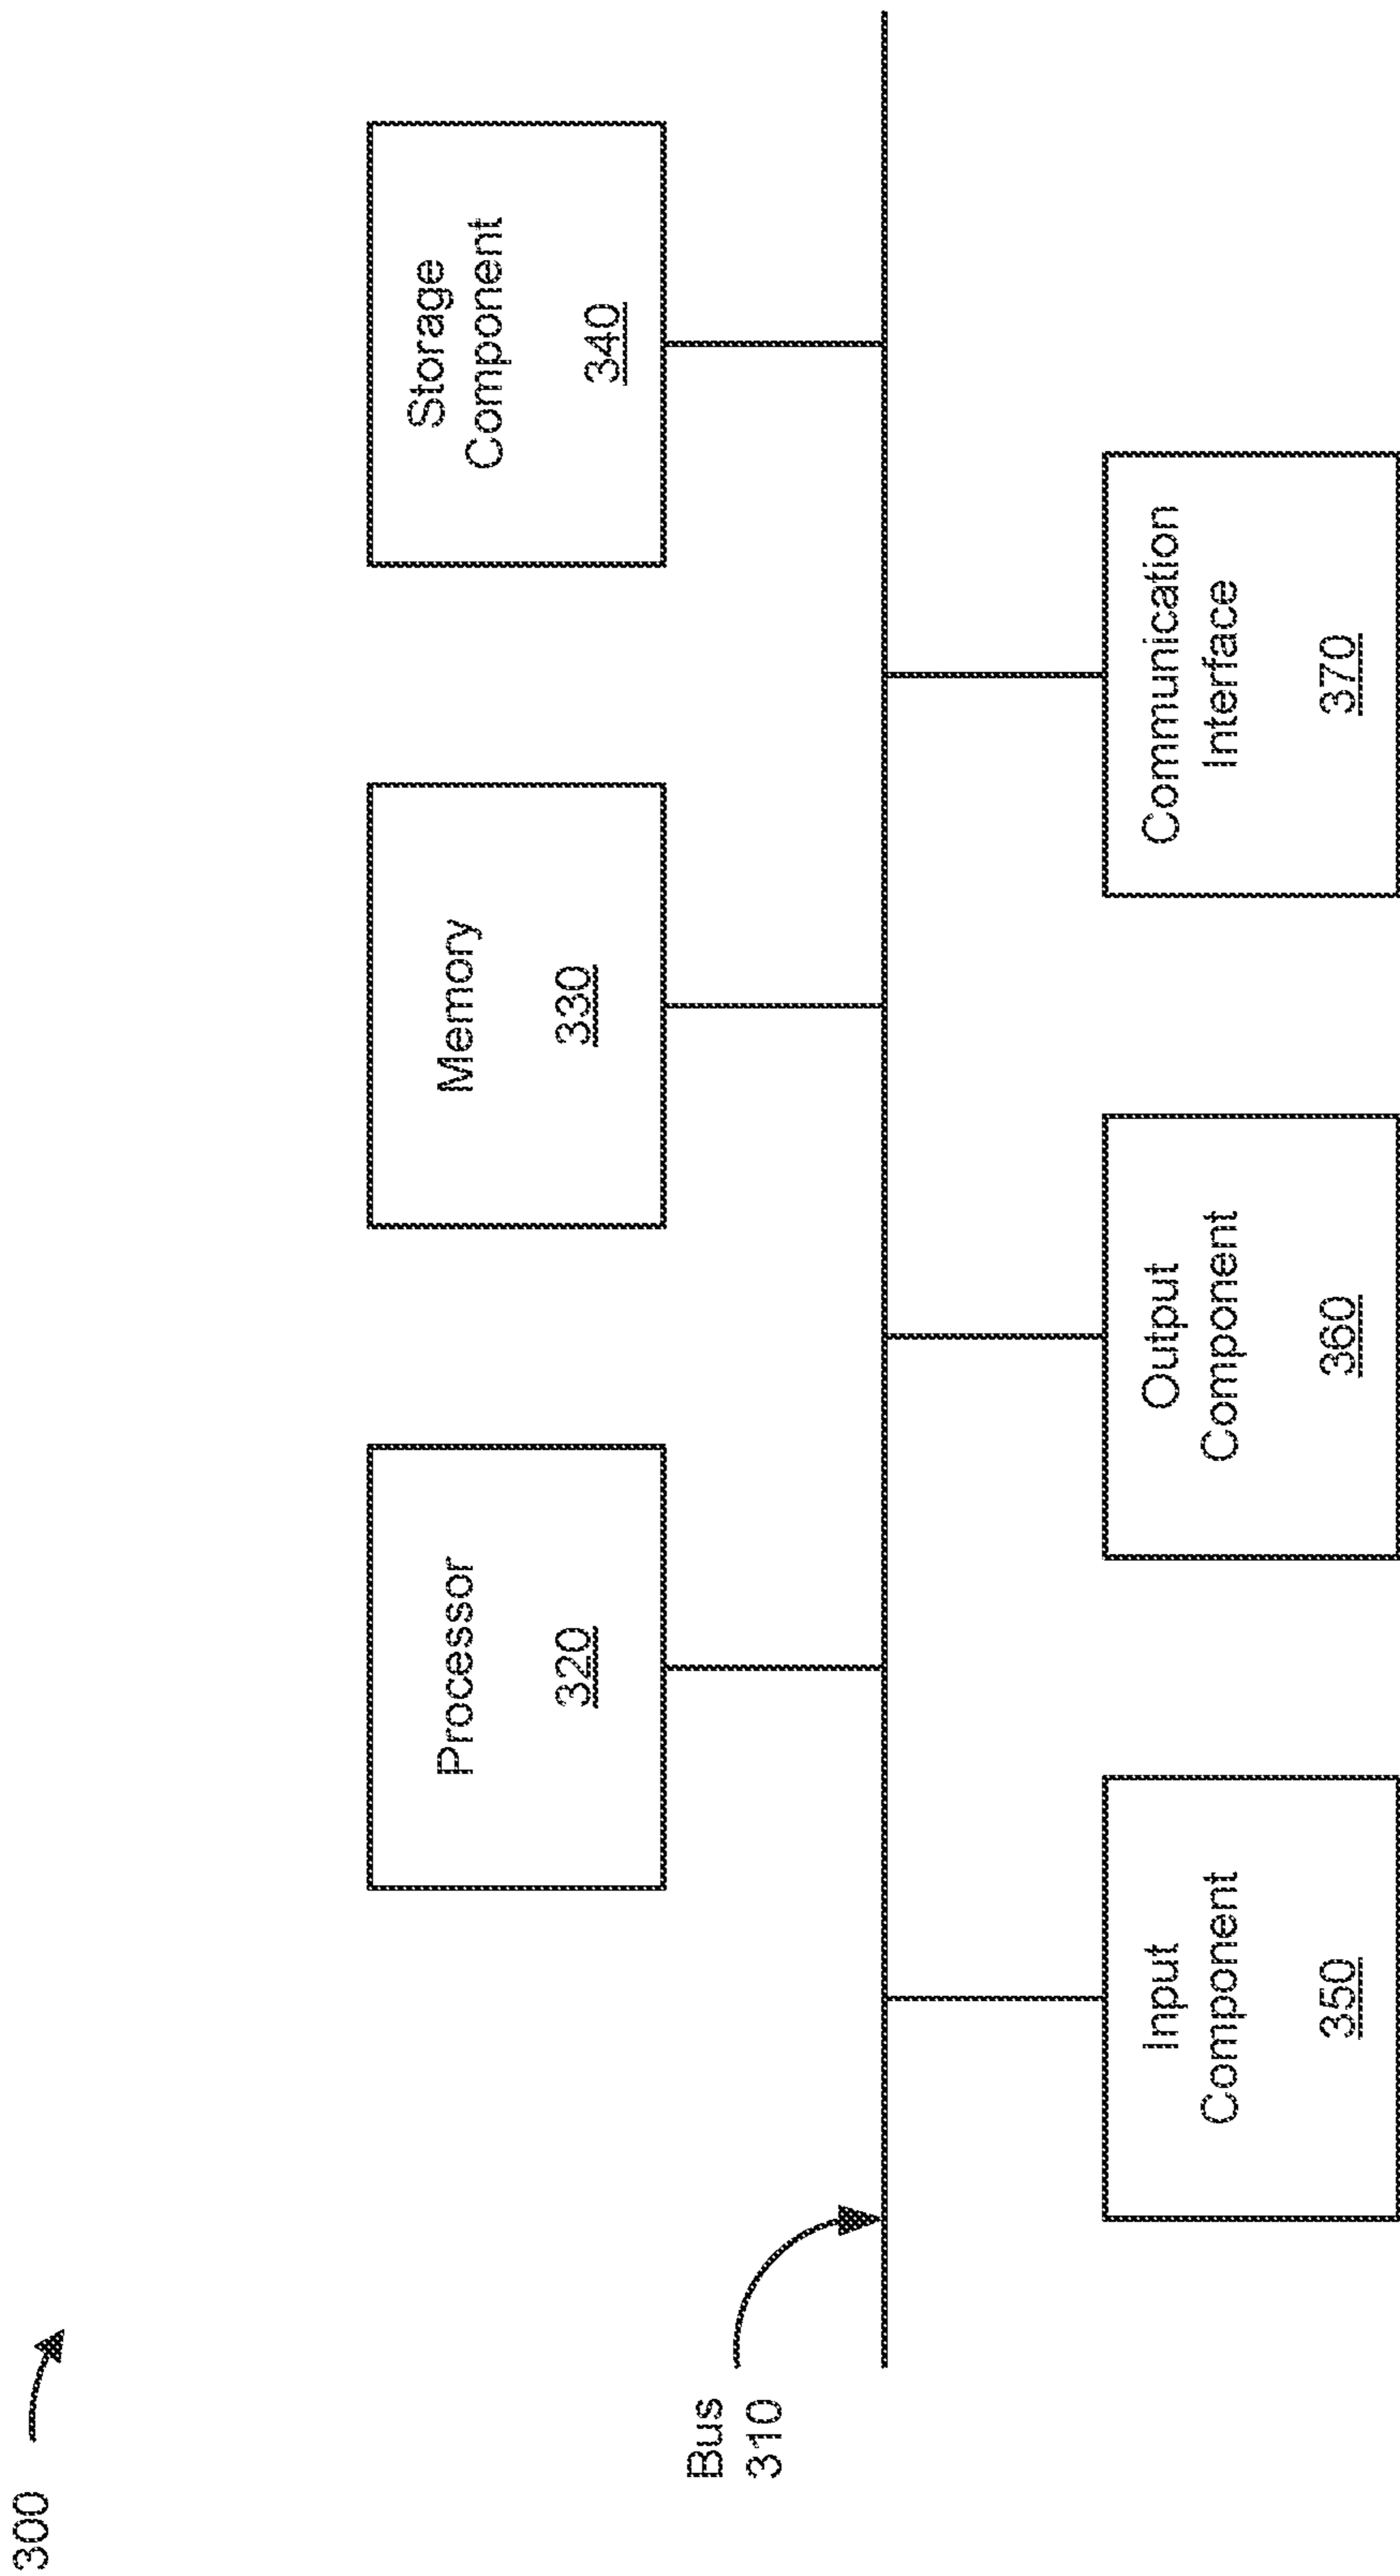 300
Processor
320
Memory
330
Storage
Component
340
Bus
310
Input
Component
350
Output
Component
360
Communication
Interface
370